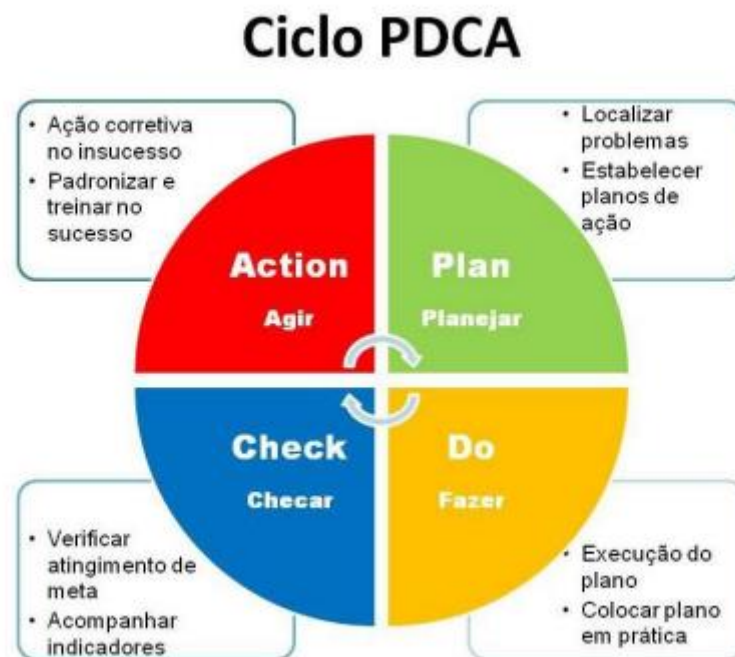 Ciclo PDCA
• Ação corretiva
no insucesso
• Padronizar e
treinar no
sucesso
• Localizar
problemas
• Estabelecer
planos de
ação
Action
Agir
Plan
Planejar
Check
Checar
Do
Fazer
• Verificar
atingimento de
meta
• Acompanhar
indicadores
• Execução do
plano
• Colocar plano
em prática